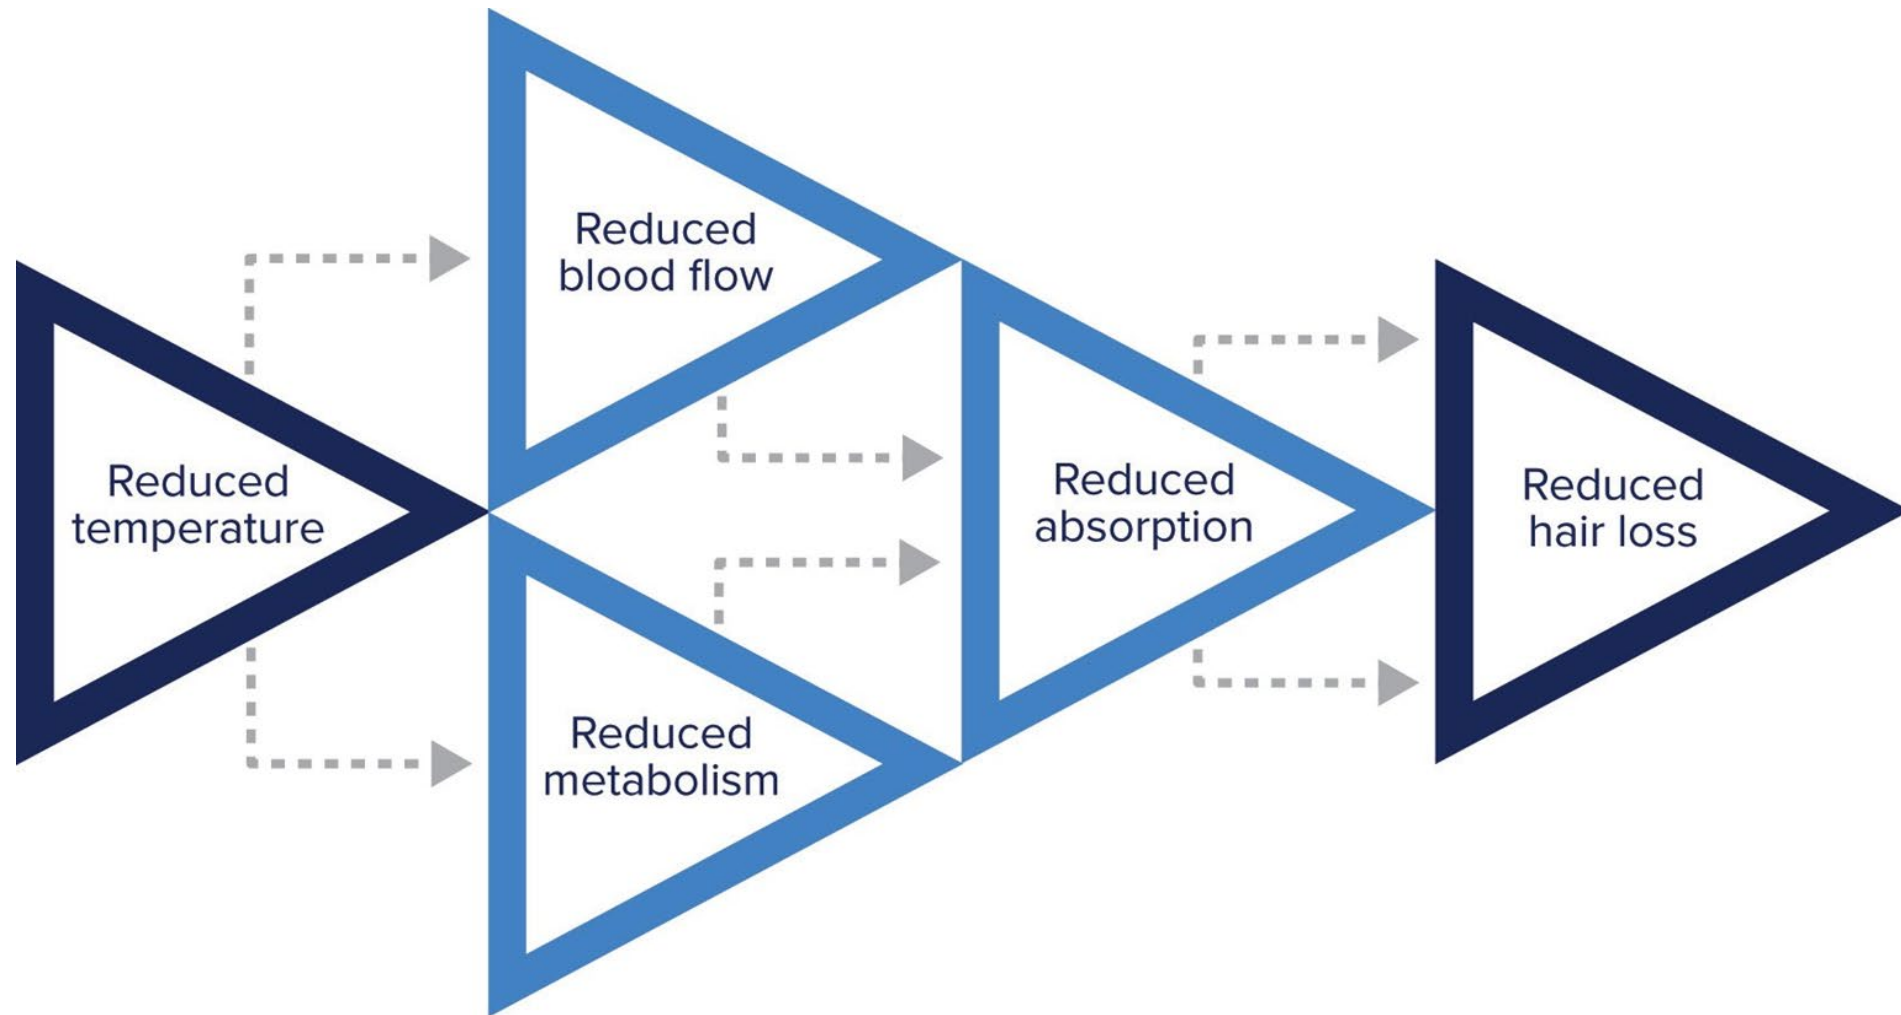 Reduced
blood flow
Reduced
temperature
Reduced
absorption
Reduced
hair loss
Reduced
metabolism